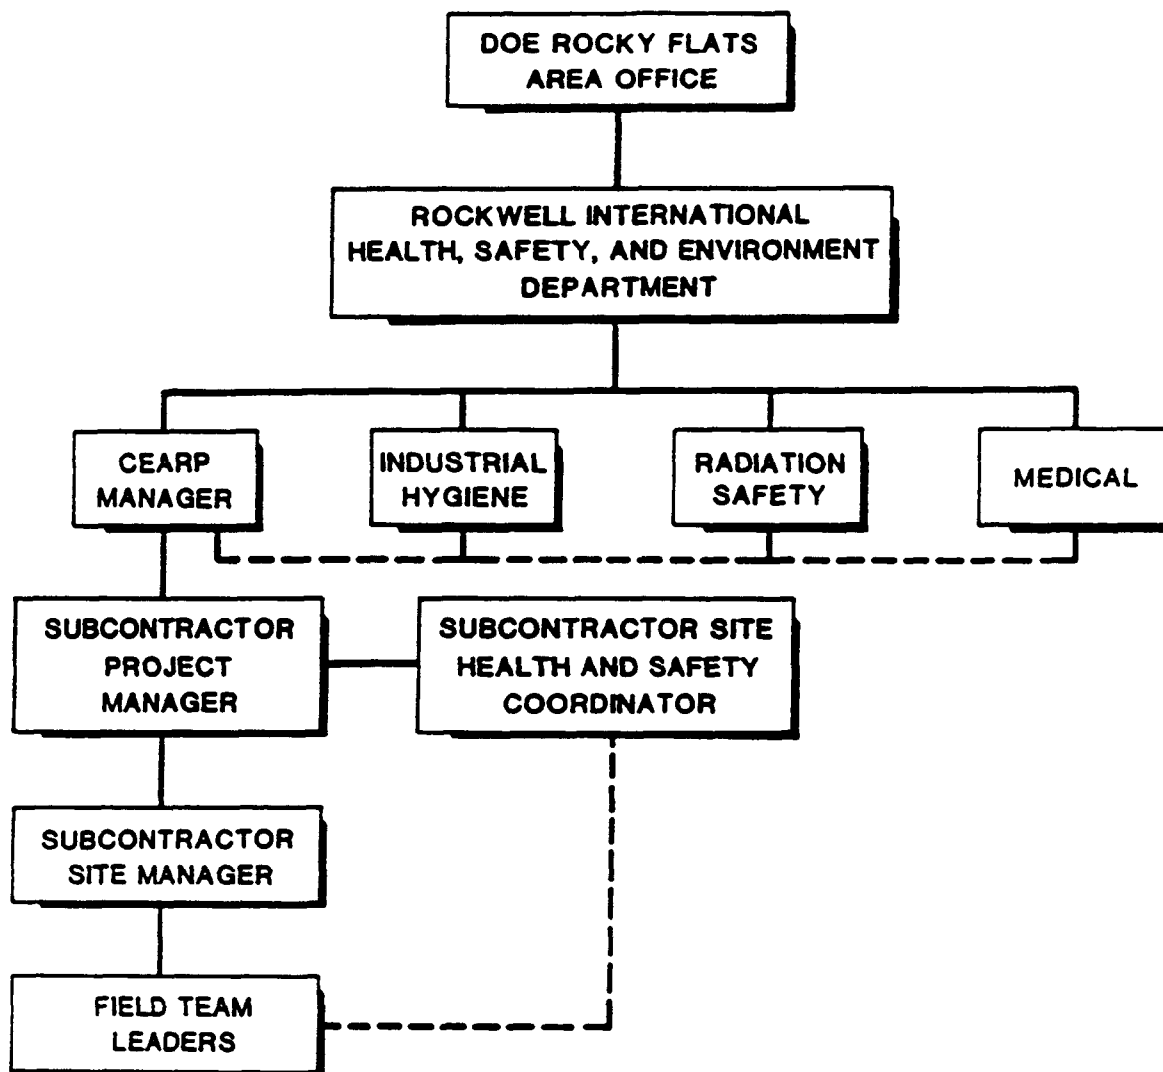 DOE ROCKY FLATS
AREA OFFICE
ROCKWELL INTERNATIONAL
HEALTH, SAFETY, AND ENVIRONMENT
DEPARTMENT
CEARP
MANAGER
INDUSTRIAL
HYGIENE
RADIATION
SAFETY
MEDICAL
SUBCONTRACTOR
PROJECT
MANAGER
SUBCONTRACTOR SITE
HEALTH AND SAFETY
COORDINATOR
SUBCONTRACTOR
SITE MANAGER
FIELD TEAM
LEADERS